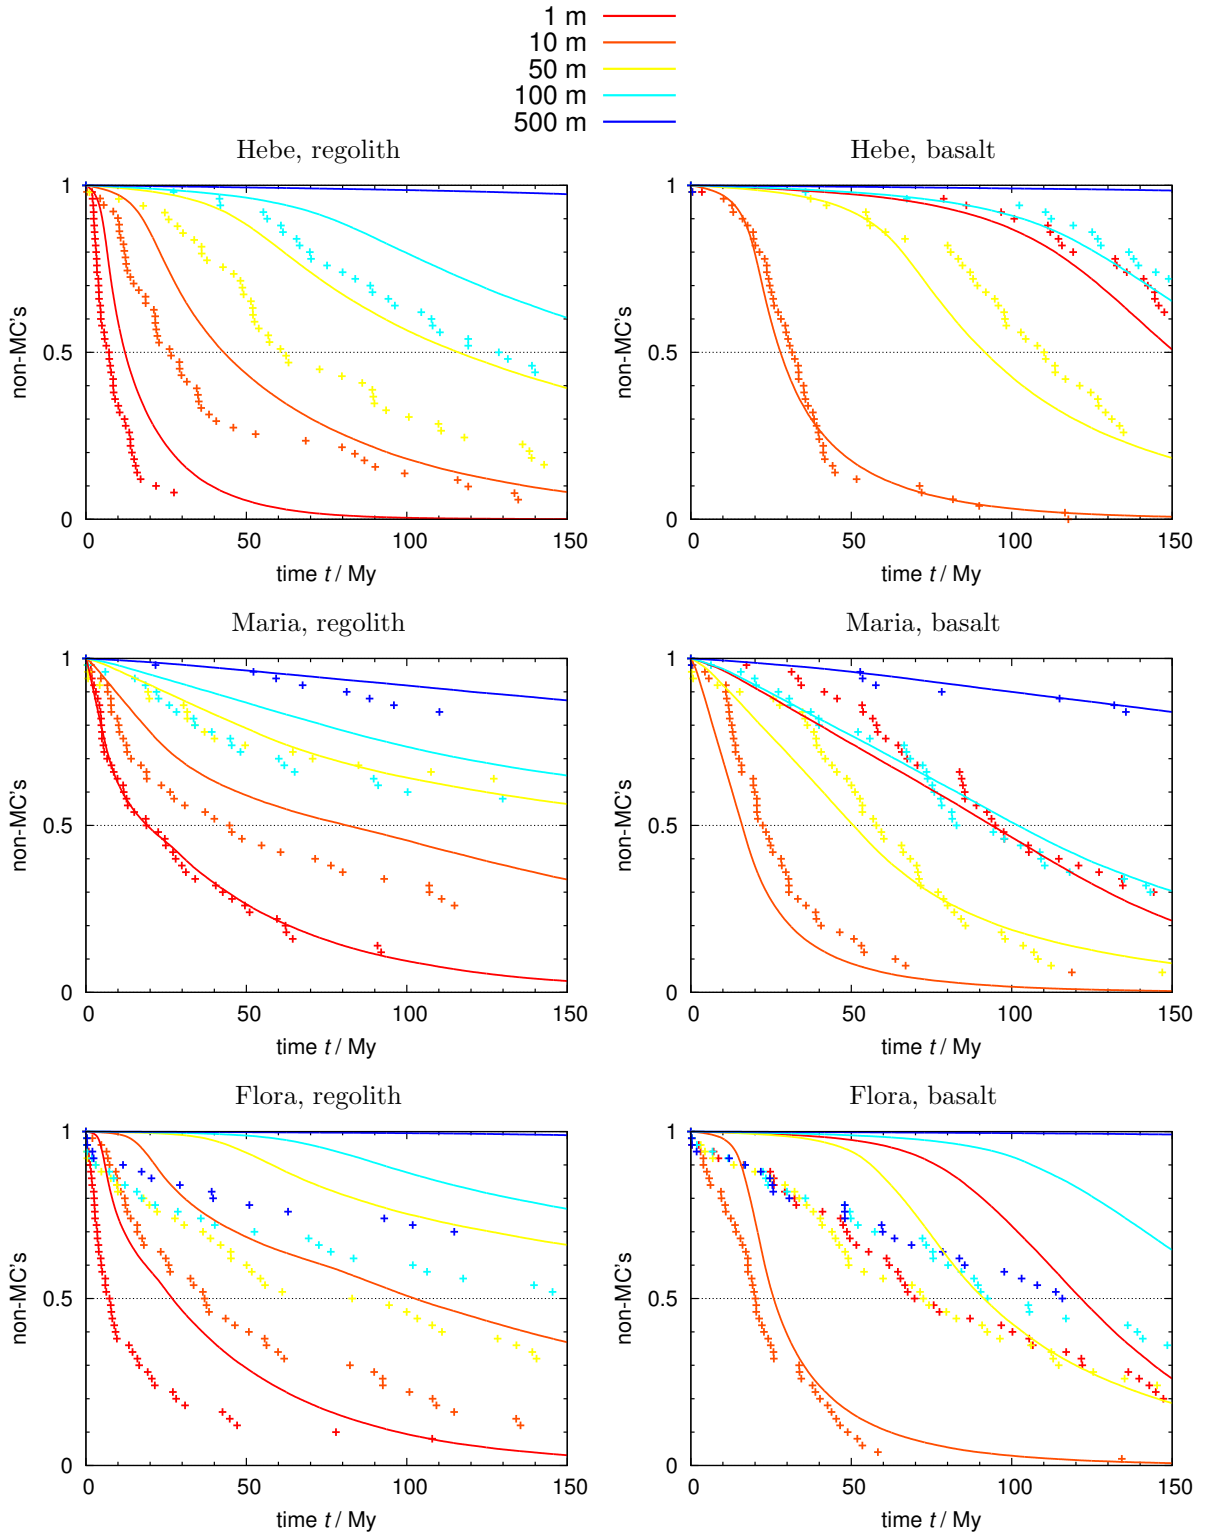 1 m
10 m
50 m
100 m
500 m
Hebe, regolith
Hebe, basalt
non-MC's
1
0.5
0
0 50 100 150
time t / My
non-MC's
1
0.5
0
0 50 100 150
time t / My
Maria, regolith
Maria, basalt
non-MC's
1
0.5
0
0 50 100 150
time t / My
non-MC's
1
0.5
0
0 50 100 150
time t / My
Flora, regolith
Flora, basalt
non-MC's
1
0.5
0
0 50 100 150
time t / My
non-MC's
1
0.5
0
0 50 100 150
time t / My